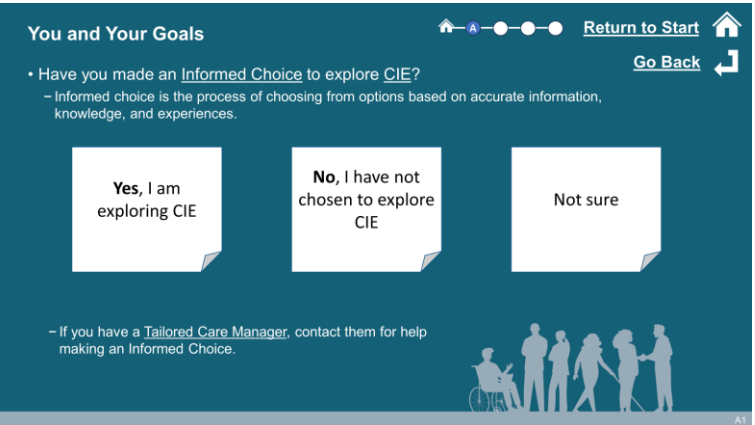 You and Your Goals
A
Return to Start
Go Back
• Have you made an Informed Choice to explore CIE?
– Informed choice is the process of choosing from options based on accurate information,
knowledge, and experiences.
Yes, I am
exploring CIE
No, I have not
chosen to explore
CIE
Not sure
– If you have a Tailored Care Manager, contact them for help
making an Informed Choice.
A1